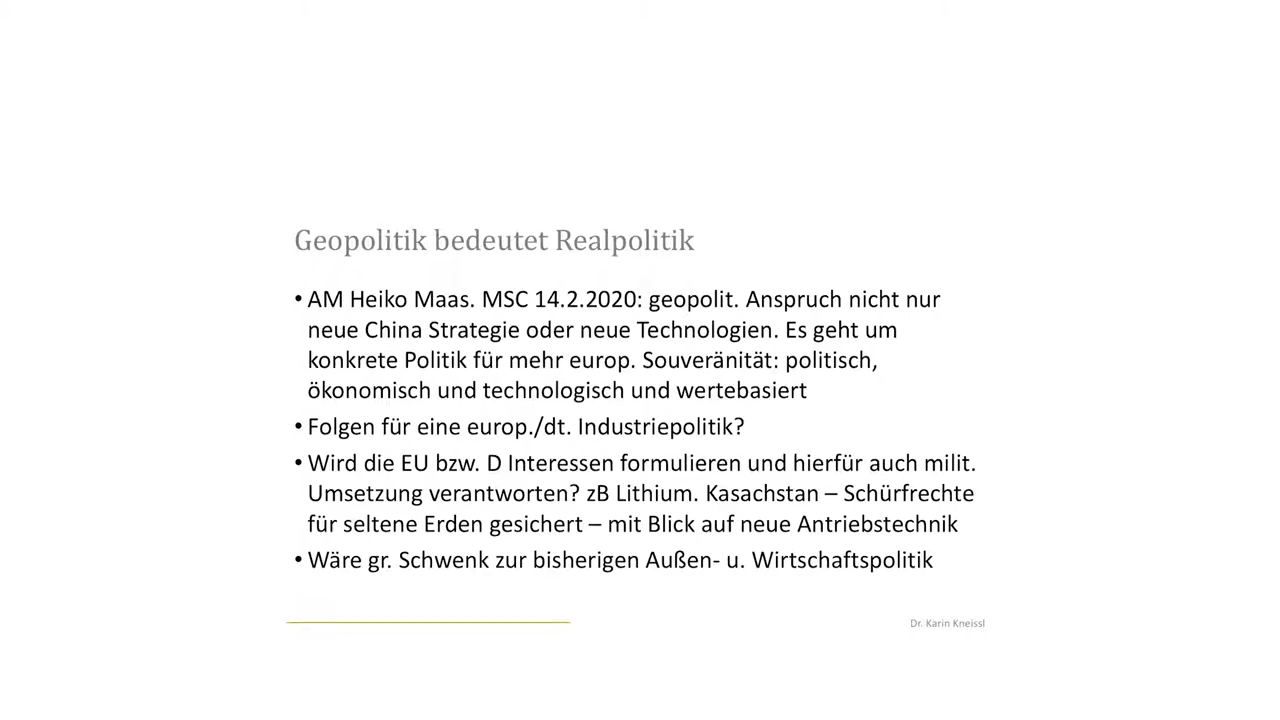 Geopolitik bedeutet Realpolitik
• AM Heiko Maas. MSC 14.2.2020: geopolit. Anspruch nicht nur
neue China Strategie oder neue Technologien. Es geht um
konkrete Politik für mehr europ. Souveränität: politisch,
ökonomisch und technologisch und wertebasiert
• Folgen für eine europ./dt. Industriepolitik?
• Wird die EU bzw. D Interessen formulieren und hierfür auch milit.
Umsetzung verantworten? zB Lithium. Kasachstan – Schürfrechte
für seltene Erden gesichert – mit Blick auf neue Antriebstechnik
• Wäre gr. Schwenk zur bisherigen Außen- u. Wirtschaftspolitik
Dr. Karin Kneissl